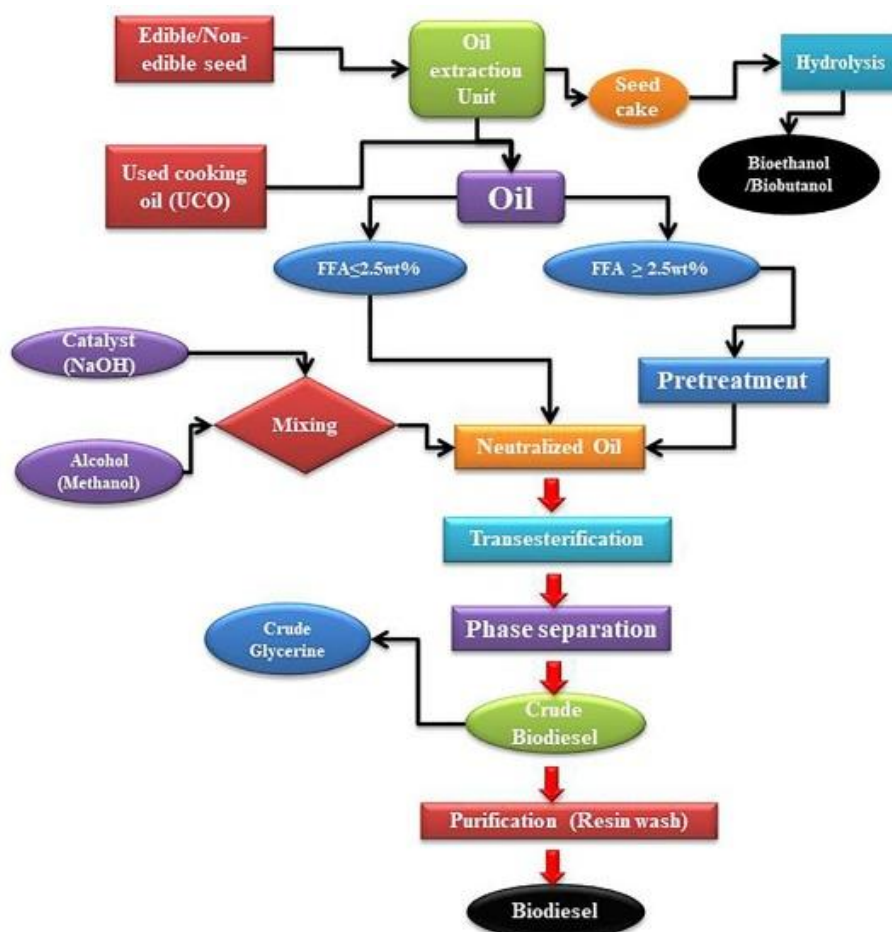 Edible/Non-
edible seed
Oil
extraction
Unit
Seed
cake
Hydrolysis
Bioethanol
/Biobutanol
Used cooking
oil (UCO)
Oil
FFA≤2.5wt%
FFA ≥ 2.5wt%
Catalyst
(NaOH)
Pretreatment
Mixing
Alcohol
(Methanol)
Neutralized Oil
Transesterification
Phase separation
Crude
Glycerine
Crude
Biodiesel
Purification (Resin wash)
Biodiesel